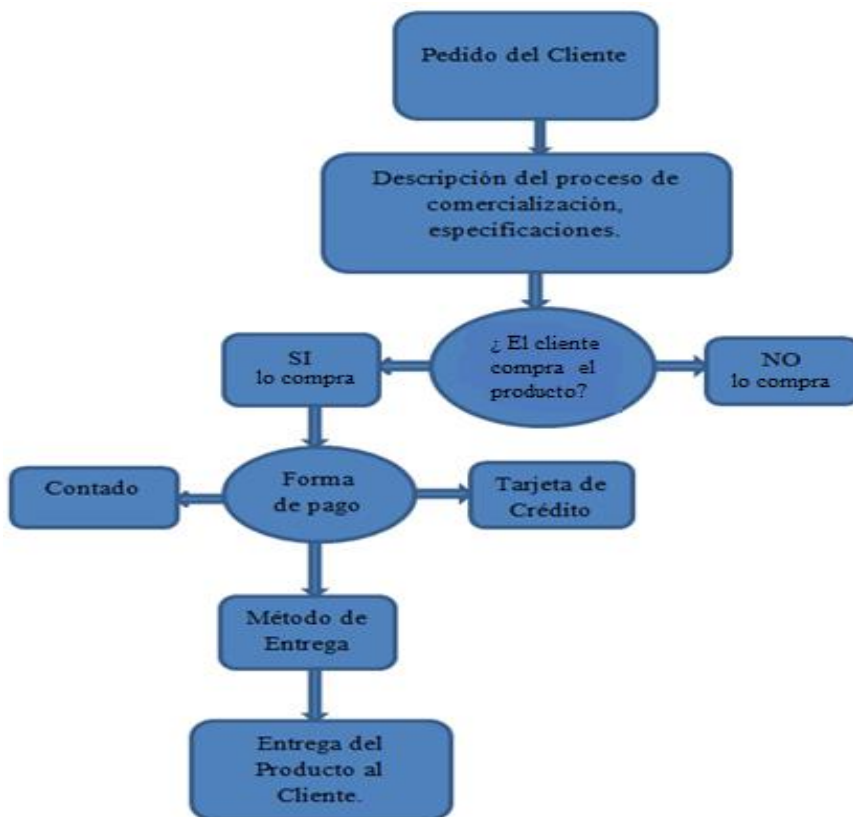 Pedido del Cliente
Descripción del proceso de
comercialización,
especificaciones.
¿ El cliente
compra el
producto?
SI
lo compra
NO
lo compra
Forma
de pago
Contado
Tarjeta de
Crédito
Método de
Entrega
Entrega del
Producto al
Cliente.